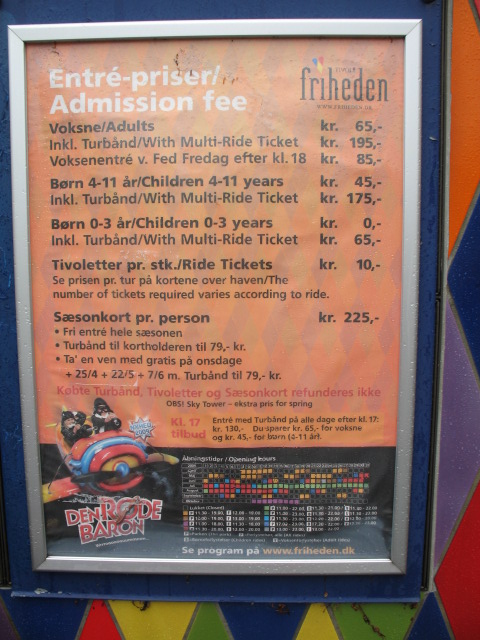 Entré-priser/
Admission fee
TIVOLI
friheden
WWW.FRIHEDEN.DK
Voksne/Adults kr. 65,-
Inkl. Turbånd/With Multi-Ride Ticket kr. 195,-
Voksenentré v. Fed Fredag efter kl. 18 kr. 85,-
Børn 4-11 år/Children 4-11 years kr. 45,-
Inkl. Turbånd/With Multi-Ride Ticket kr. 175,-
Børn 0-3 år/Children 0-3 years kr. 0,-
Inkl. Turbånd/With Multi-Ride Ticket kr. 65,-
Tivoletter pr. stk./Ride Tickets kr. 10,-
Se prisen pr. tur på kortene over haven/The
number of tickets required varies according to ride.
Sæsonkort pr. person kr. 225,-
• Fri entré hele sæsonen
• Turbånd til kortholderen til 79,- kr.
• Ta' en ven med gratis på onsdage
+ 25/4 + 22/5 + 7/6 m. Turbånd til 79,- kr.
Købte Turbånd, Tivoletter og Sæsonkort refunderes ikke
OBS! Sky Tower - ekstra pris for spring
Kl. 17
tilbud
Entré med Turbånd på alle dage efter kl. 17:
kr. 130,- Du sparer kr. 65,- for voksne
og kr. 45,- for børn (4-11 år).
Åbningstider / Opening hours
Lukket (Closed)
DEN RØDE
BARON
Se program på www.friheden.dk